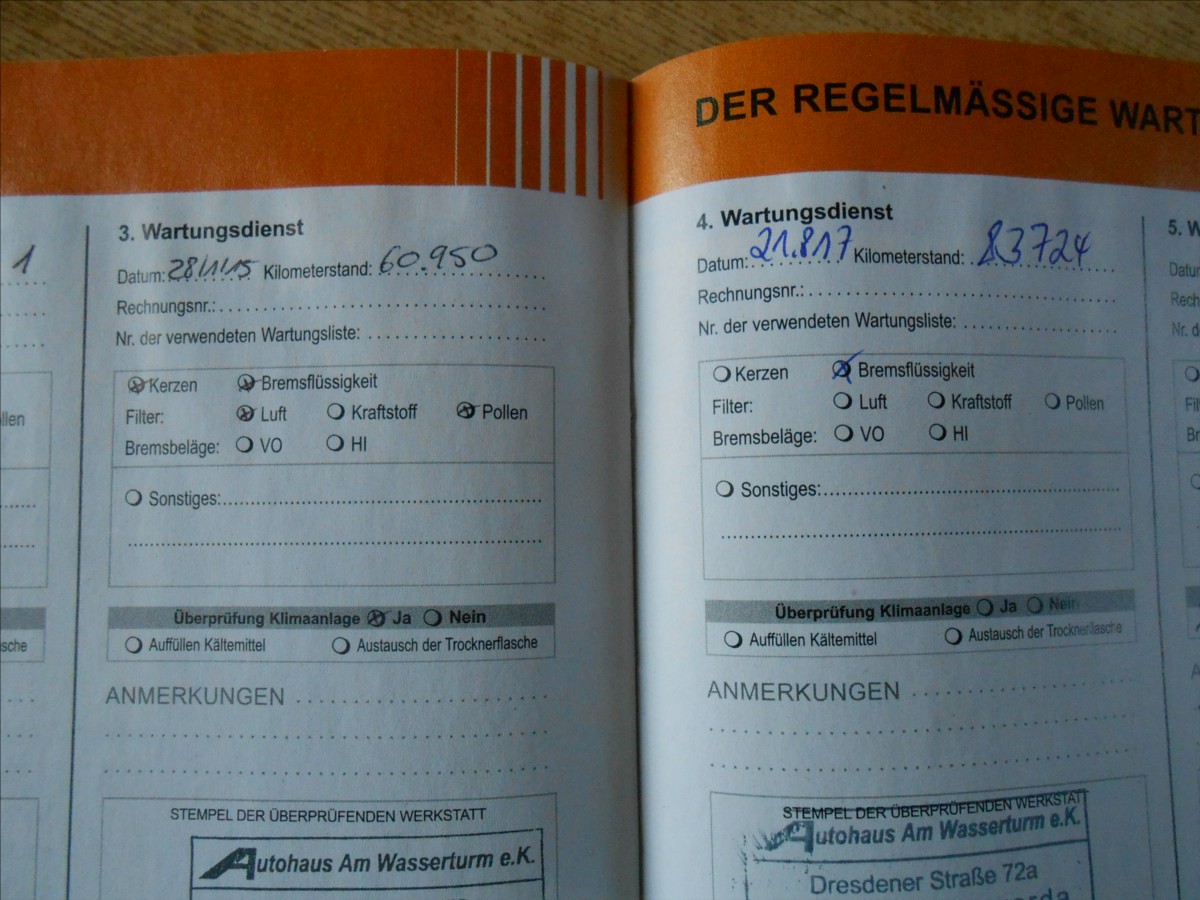 DER REGELMÄSSIGE WART
1
3. Wartungsdienst
Datum: 28/1/15 Kilometerstand: 60.950
Rechnungsnr.:
Nr. der verwendeten Wartungsliste:
Kerzen Bremsflüssigkeit
Filter: Luft Kraftstoff Pollen
Bremsbeläge: VO HI
Sonstiges:
Überprüfung Klimaanlage Ja Nein
Auffüllen Kältemittel Austausch der Trocknerflasche
ANMERKUNGEN
STEMPEL DER ÜBERPRÜFENDEN WERKSTATT
Autohaus Am Wasserturm e.K.
4. Wartungsdienst
Datum: 21.8.17 Kilometerstand: 83724
Rechnungsnr.:
Nr. der verwendeten Wartungsliste:
Kerzen Bremsflüssigkeit
Filter: Luft Kraftstoff Pollen
Bremsbeläge: VO HI
Sonstiges:
Überprüfung Klimaanlage Ja Nein
Auffüllen Kältemittel Austausch der Trocknerflasche
ANMERKUNGEN
STEMPEL DER ÜBERPRÜFENDEN WERKSTATT
Autohaus Am Wasserturm e.K.
Dresdener Straße 72a
5. W
Datu
Rech
Nr. d